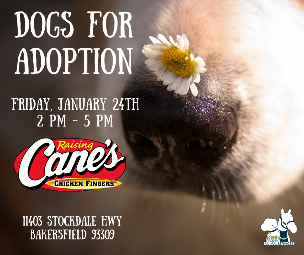 DOGS FOR
ADOPTION
FRIDAY, JANUARY 24TH
2 PM - 5 PM
Raising
Cane's
CHICKEN FINGERS
11403 STOCKDALE HWY
BAKERSFIELD 93309